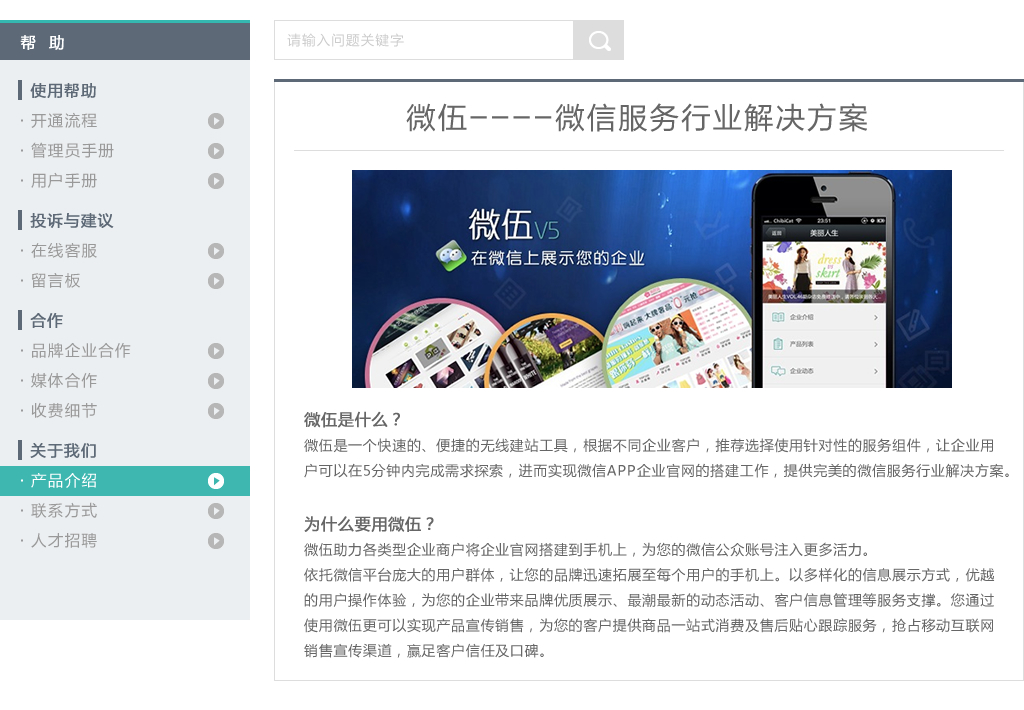 帮 助
请输入问题关键字
使用帮助
· 开通流程
· 管理员手册
· 用户手册
投诉与建议
· 在线客服
· 留言板
合作
· 品牌企业合作
· 媒体合作
· 收费细节
关于我们
· 产品介绍
· 联系方式
· 人才招聘
微伍----微信服务行业解决方案
微伍V5
在微信上展示您的企业
大牌客品
元抢
ChibiCat 23:51
返回 美丽人生
dress
skirt
企业介绍
产品列表
企业动态
微伍是什么？
微伍是一个快速的、便捷的无线建站工具，根据不同企业客户，推荐选择使用针对性的服务组件，让企业用
户可以在5分钟内完成需求探索，进而实现微信APP企业官网的搭建工作，提供完美的微信服务行业解决方案。
为什么要用微伍？
微伍助力各类型企业商户将企业官网搭建到手机上，为您的微信公众账号注入更多活力。
依托微信平台庞大的用户群体，让您的品牌迅速拓展至每个用户的手机上。以多样化的信息展示方式，优越
的用户操作体验，为您的企业带来品牌优质展示、最潮最新的动态活动、客户信息管理等服务支撑。您通过
使用微伍更可以实现产品宣传销售，为您的客户提供商品一站式消费及售后贴心跟踪服务，抢占移动互联网
销售宣传渠道，赢足客户信任及口碑。